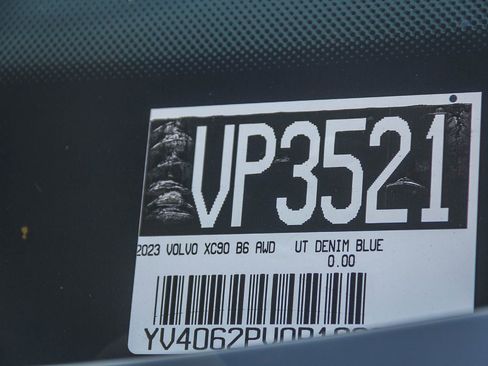 VP3521
2023 VOLVO XC90 B6 AWD UT DENIM BLUE
0.00